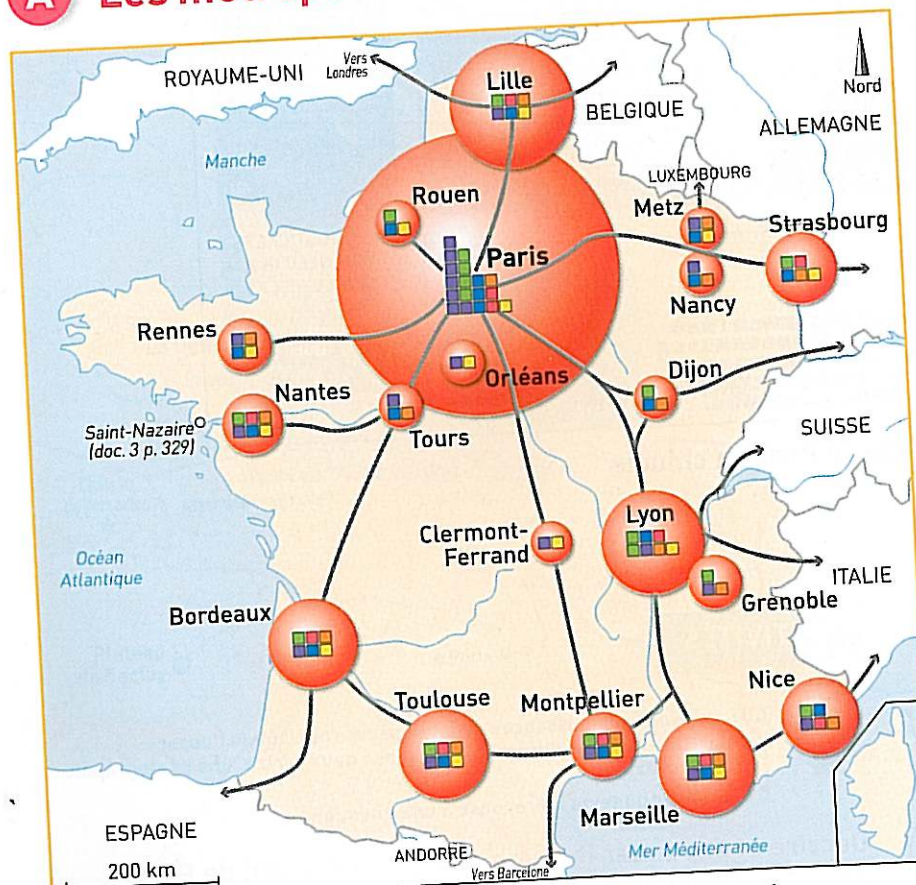 A
ROYAUME-UNI
Vers
Londres
Lille
BELGIQUE
Nord
ALLEMAGNE
Manche
LUXEMBOURG
Rouen
Metz
Strasbourg
Paris
Nancy
Rennes
Orléans
Dijon
Nantes
Saint-Nazaire
(doc. 3 p. 329)
Tours
SUISSE
Clermont-
Ferrand
Lyon
Océan
Atlantique
ITALIE
Grenoble
Bordeaux
Toulouse
Montpellier
Nice
Marseille
ESPAGNE
ANDORRE
Mer Méditerranée
200 km
Vers Barcelone